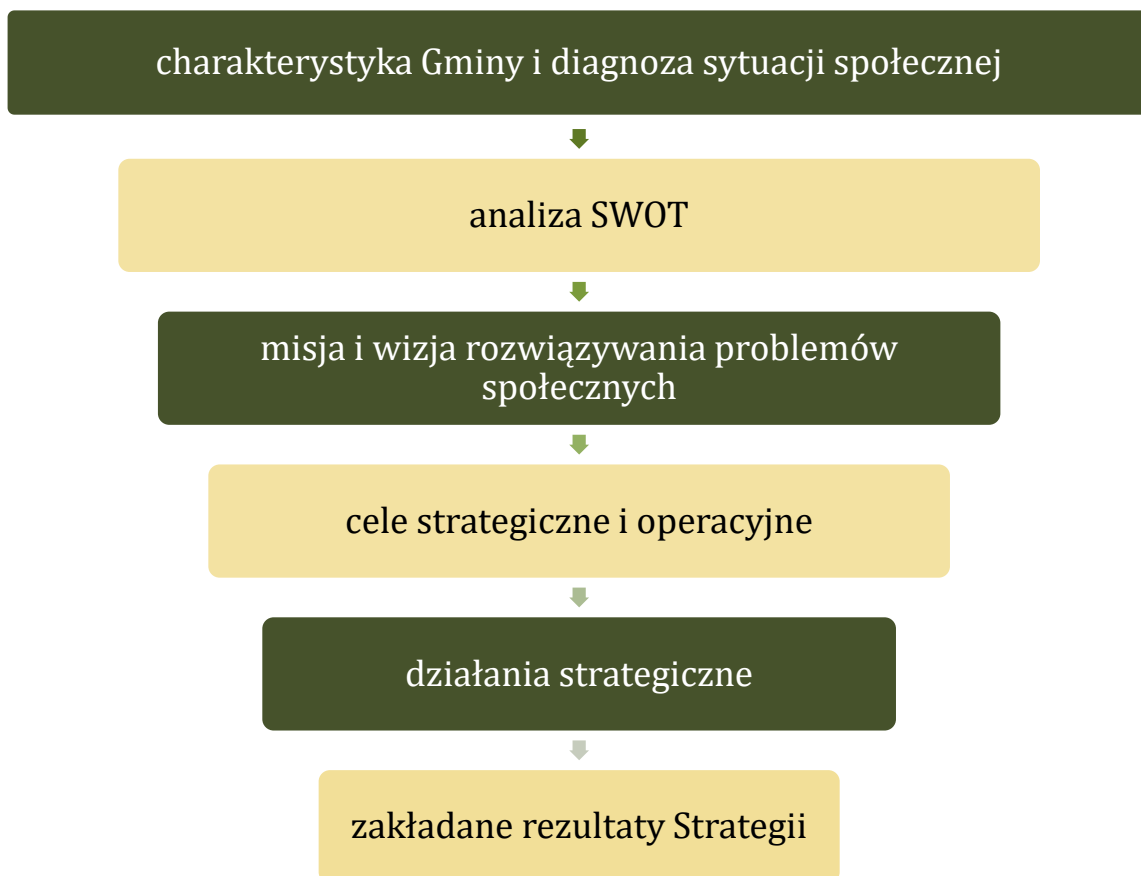 charakterystyka Gminy i diagnoza sytuacji społecznej
analiza SWOT
misja i wizja rozwiązywania problemów
społecznych
cele strategiczne i operacyjne
działania strategiczne
zakładane rezultaty Strategii